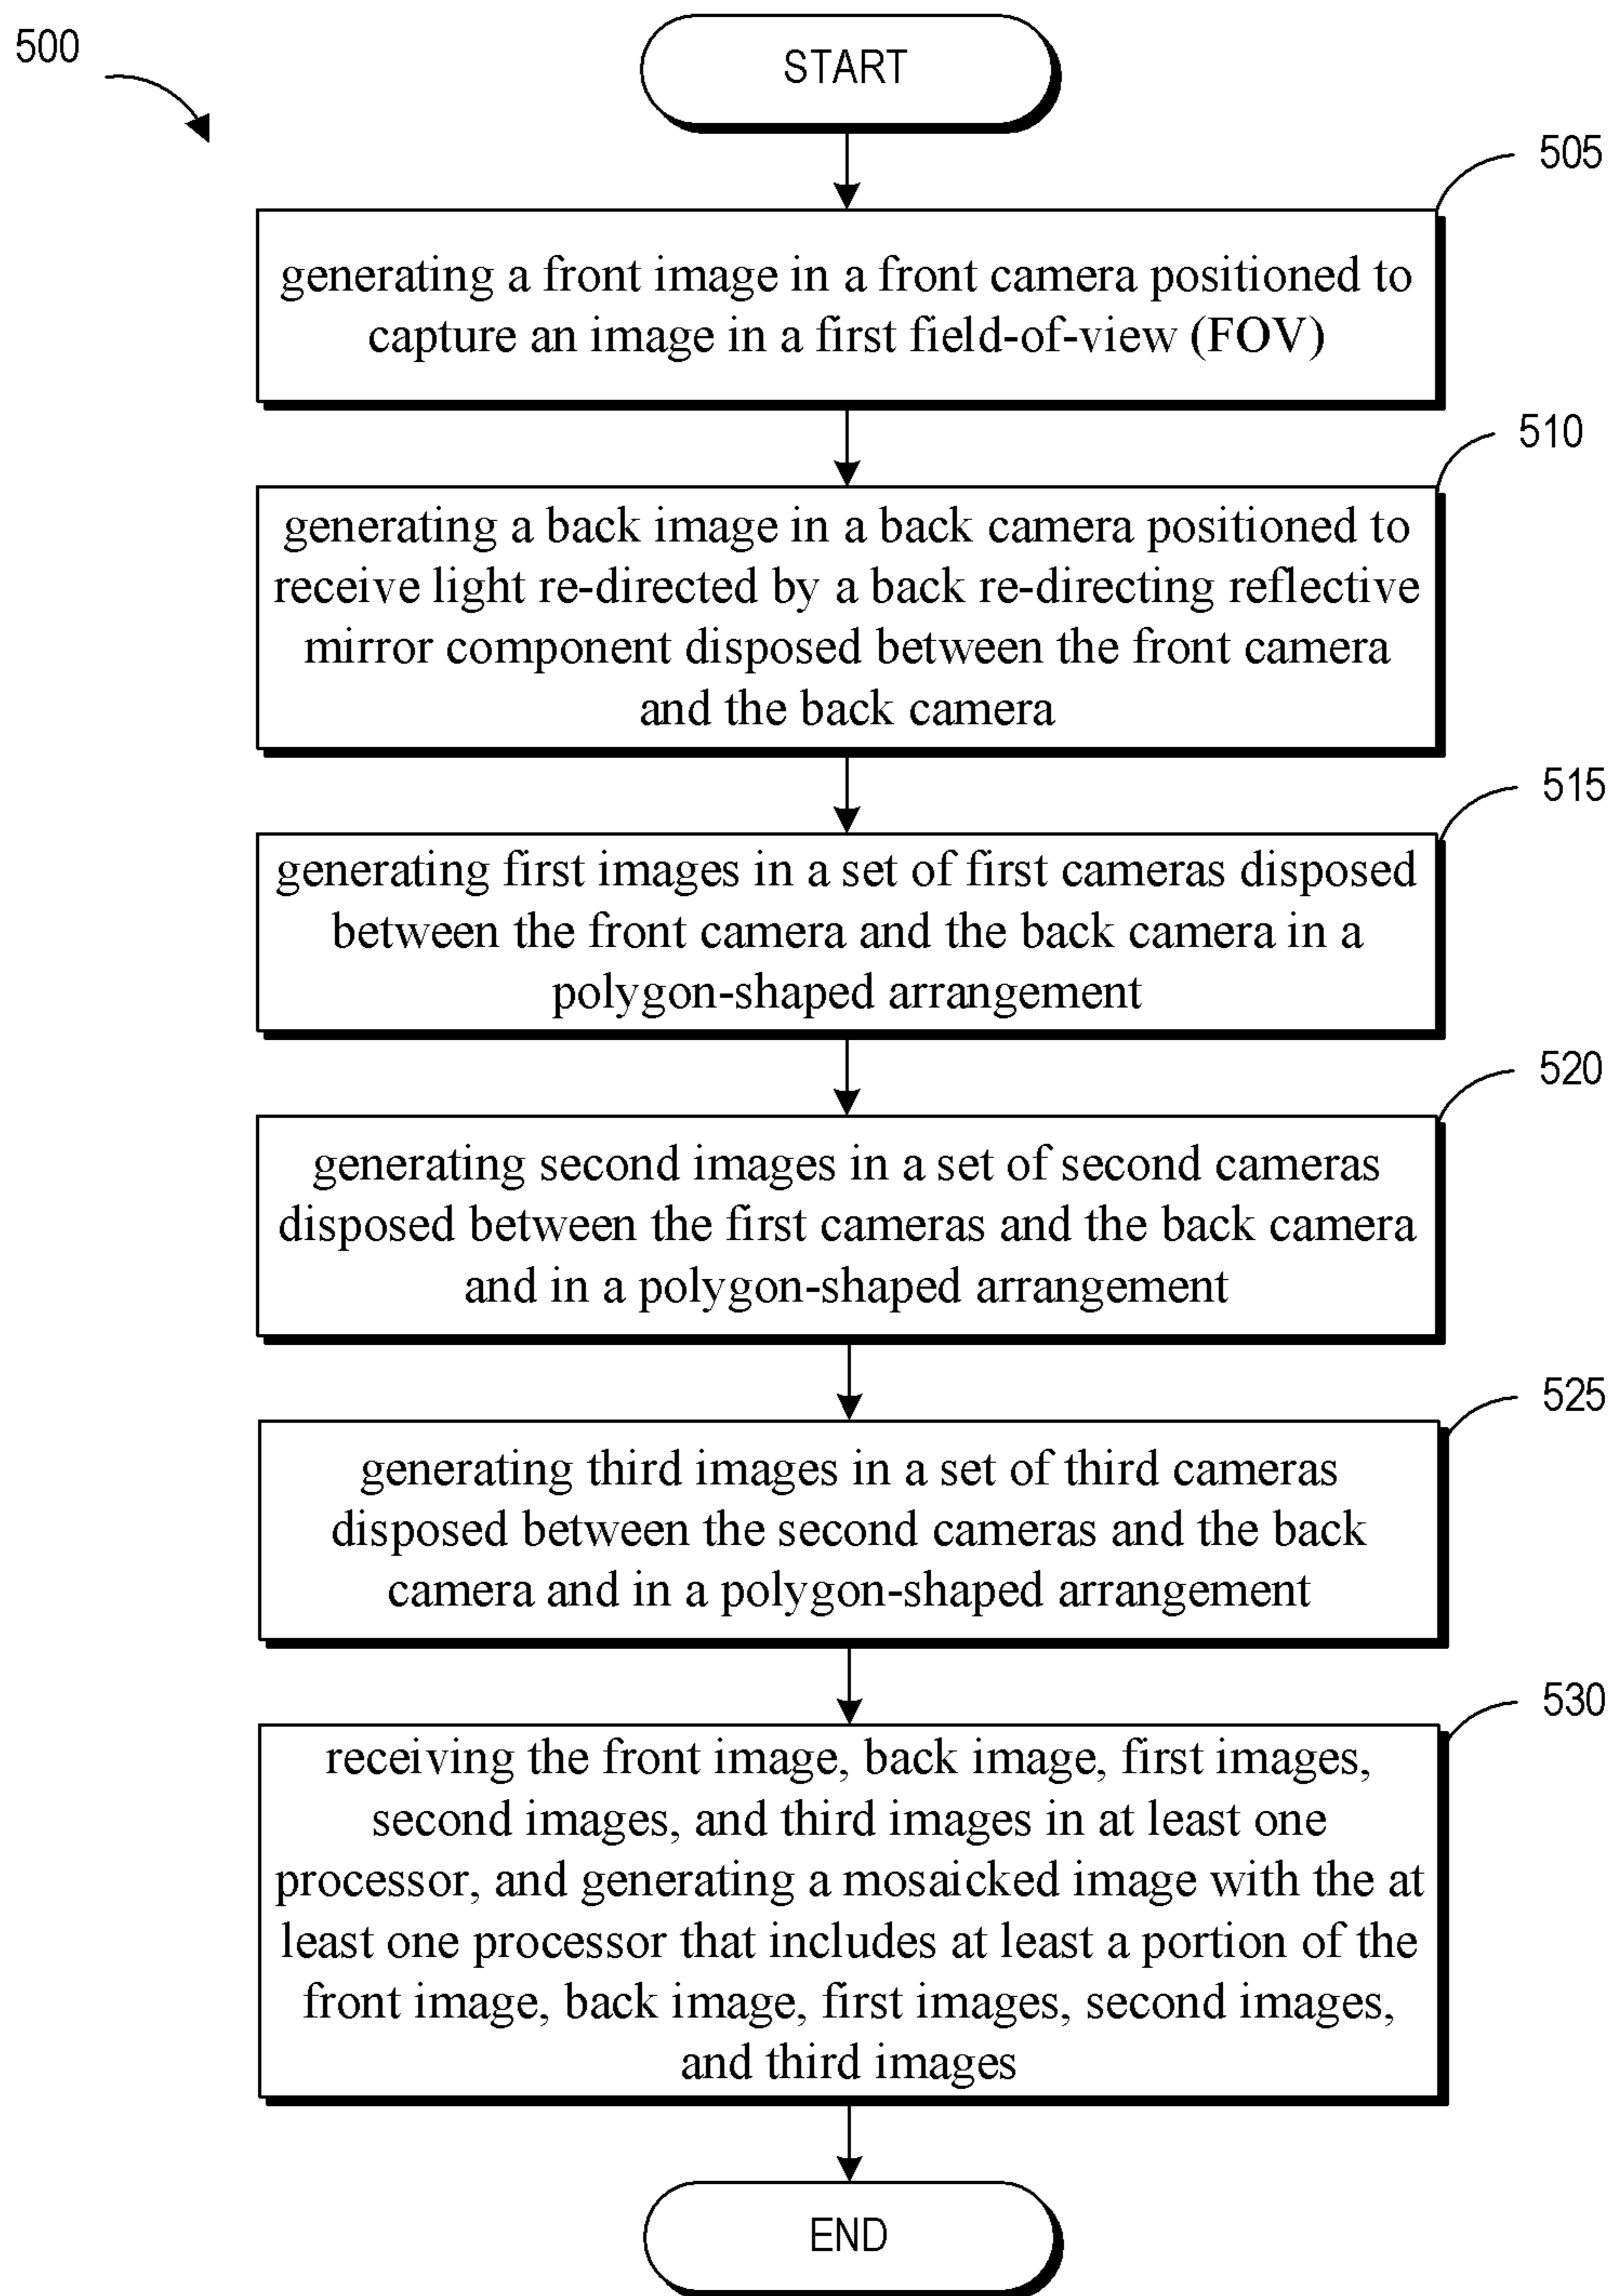 500
START
505
generating a front image in a front camera positioned to
capture an image in a first field-of-view (FOV)
510
generating a back image in a back camera positioned to
receive light re-directed by a back re-directing reflective
mirror component disposed between the front camera
and the back camera
515
generating first images in a set of first cameras disposed
between the front camera and the back camera in a
polygon-shaped arrangement
520
generating second images in a set of second cameras
disposed between the first cameras and the back camera
and in a polygon-shaped arrangement
525
generating third images in a set of third cameras
disposed between the second cameras and the back
camera and in a polygon-shaped arrangement
530
receiving the front image, back image, first images,
second images, and third images in at least one
processor, and generating a mosaicked image with the at
least one processor that includes at least a portion of the
front image, back image, first images, second images,
and third images
END